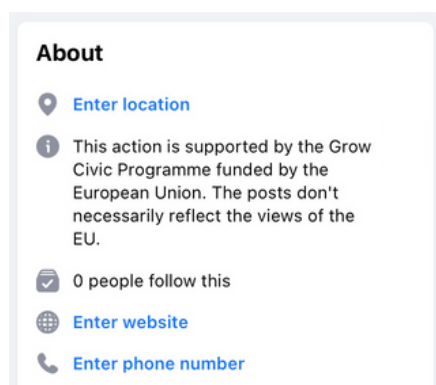 About
Enter location
This action is supported by the Grow
Civic Programme funded by the
European Union. The posts don't
necessarily reflect the views of the
EU.
0 people follow this
Enter website
Enter phone number